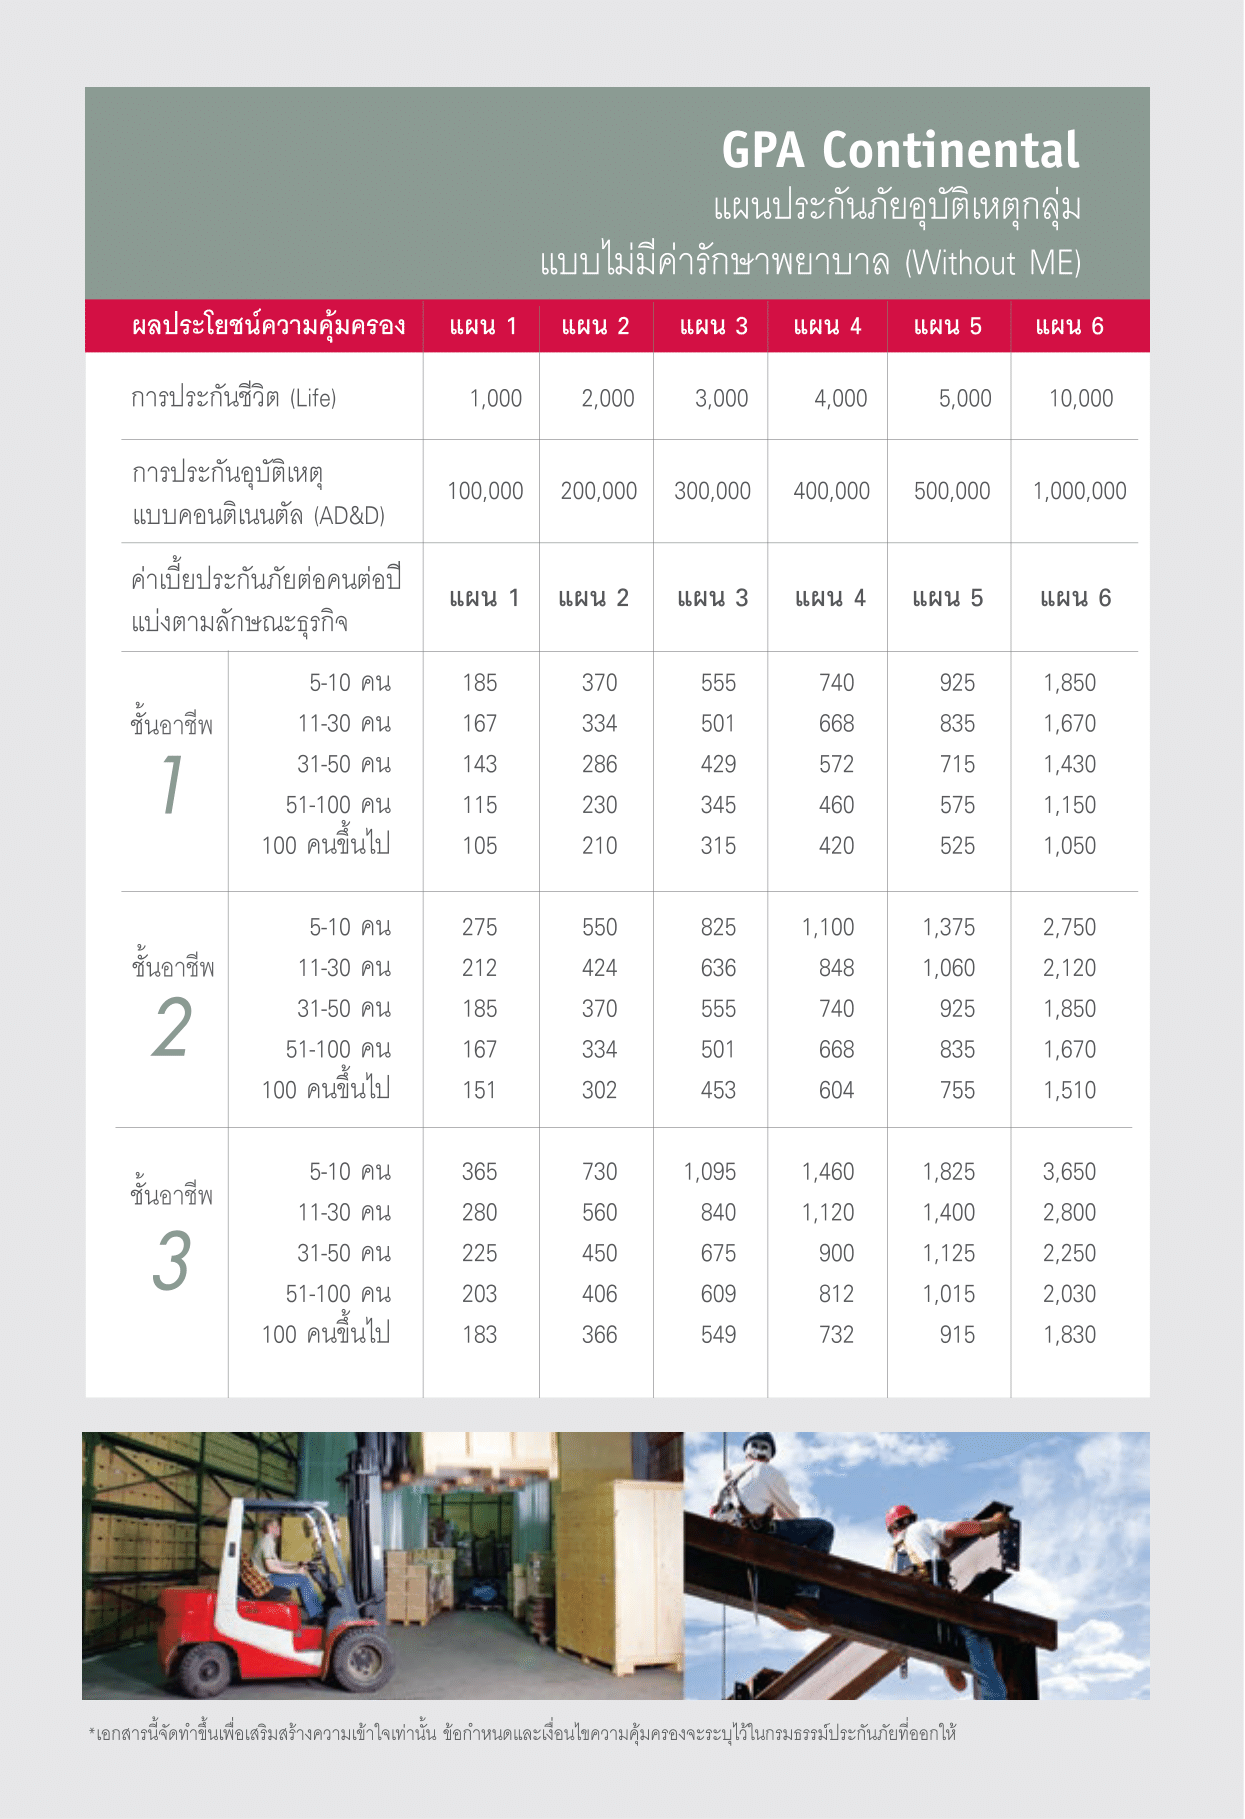 GPA Continental
แผนประกันภัยอุบัติเหตุกลุ่ม
แบบไม่มีค่ารักษาพยาบาล (Without ME)
ผลประโยชน์ความคุ้มครอง แผน 1 แผน 2 แผน 3 แผน 4 แผน 5 แผน 6
การประกันชีวิต (Life) 1,000 2,000 3,000 4,000 5,000 10,000
การประกันอุบัติเหตุ
แบบคอนติเนนตัล (AD&D) 100,000 200,000 300,000 400,000 500,000 1,000,000
ค่าเบี้ยประกันภัยต่อคนต่อปี
แบ่งตามลักษณะธุรกิจ แผน 1 แผน 2 แผน 3 แผน 4 แผน 5 แผน 6
ชั้นอาชีพ
1
5-10 คน 185 370 555 740 925 1,850
11-30 คน 167 334 501 668 835 1,670
31-50 คน 143 286 429 572 715 1,430
51-100 คน 115 230 345 460 575 1,150
100 คนขึ้นไป 105 210 315 420 525 1,050
ชั้นอาชีพ
2
5-10 คน 275 550 825 1,100 1,375 2,750
11-30 คน 212 424 636 848 1,060 2,120
31-50 คน 185 370 555 740 925 1,850
51-100 คน 167 334 501 668 835 1,670
100 คนขึ้นไป 151 302 453 604 755 1,510
ชั้นอาชีพ
3
5-10 คน 365 730 1,095 1,460 1,825 3,650
11-30 คน 280 560 840 1,120 1,400 2,800
31-50 คน 225 450 675 900 1,125 2,250
51-100 คน 203 406 609 812 1,015 2,030
100 คนขึ้นไป 183 366 549 732 915 1,830
*เอกสารนี้จัดทำขึ้นเพื่อเสริมสร้างความเข้าใจเท่านั้น ข้อกำหนดและเงื่อนไขความคุ้มครองจะระบุไว้ในกรมธรรม์ประกันภัยที่ออกให้